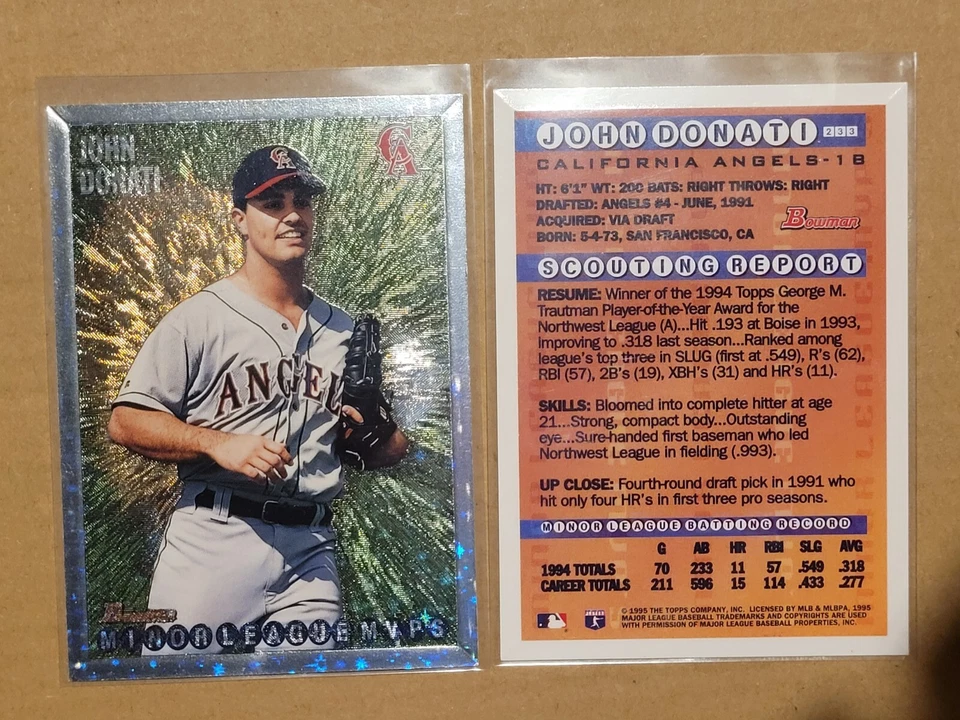 JOHN
DONATI
CA
CA
ANGEL
Bowman
MINOR LEAGUE MVPS
JOHN DONATI 233
CALIFORNIA ANGELS-1B
HT: 6'1" WT: 200 BATS: RIGHT THROWS: RIGHT
DRAFTED: ANGELS #4 - JUNE, 1991
ACQUIRED: VIA DRAFT
BORN: 5-4-73, SAN FRANCISCO, CA
Bowman
SCOUTING REPORT
RESUME: Winner of the 1994 Topps George M.
Trautman Player-of-the-Year Award for the
Northwest League (A)...Hit .193 at Boise in 1993,
improving to .318 last season...Ranked among
league's top three in SLUG (first at .549), R's (62),
RBI (57), 2B's (19), XBH's (31) and HR's (11).
SKILLS: Bloomed into complete hitter at age
21...Strong, compact body...Outstanding
eye...Sure-handed first baseman who led
Northwest League in fielding (.993).
UP CLOSE: Fourth-round draft pick in 1991 who
hit only four HR's in first three pro seasons.
MINOR LEAGUE BATTING RECORD
G AB HR RBI SLG AVG
1994 TOTALS 70 233 11 57 .549 .318
CAREER TOTALS 211 596 15 114 .433 .277
© 1995 THE TOPPS COMPANY, INC. LICENSED BY MLB & MLBPA, 1995
MAJOR LEAGUE BASEBALL TRADEMARKS AND COPYRIGHTS ARE USED
WITH PERMISSION OF MAJOR LEAGUE BASEBALL PROPERTIES, INC.